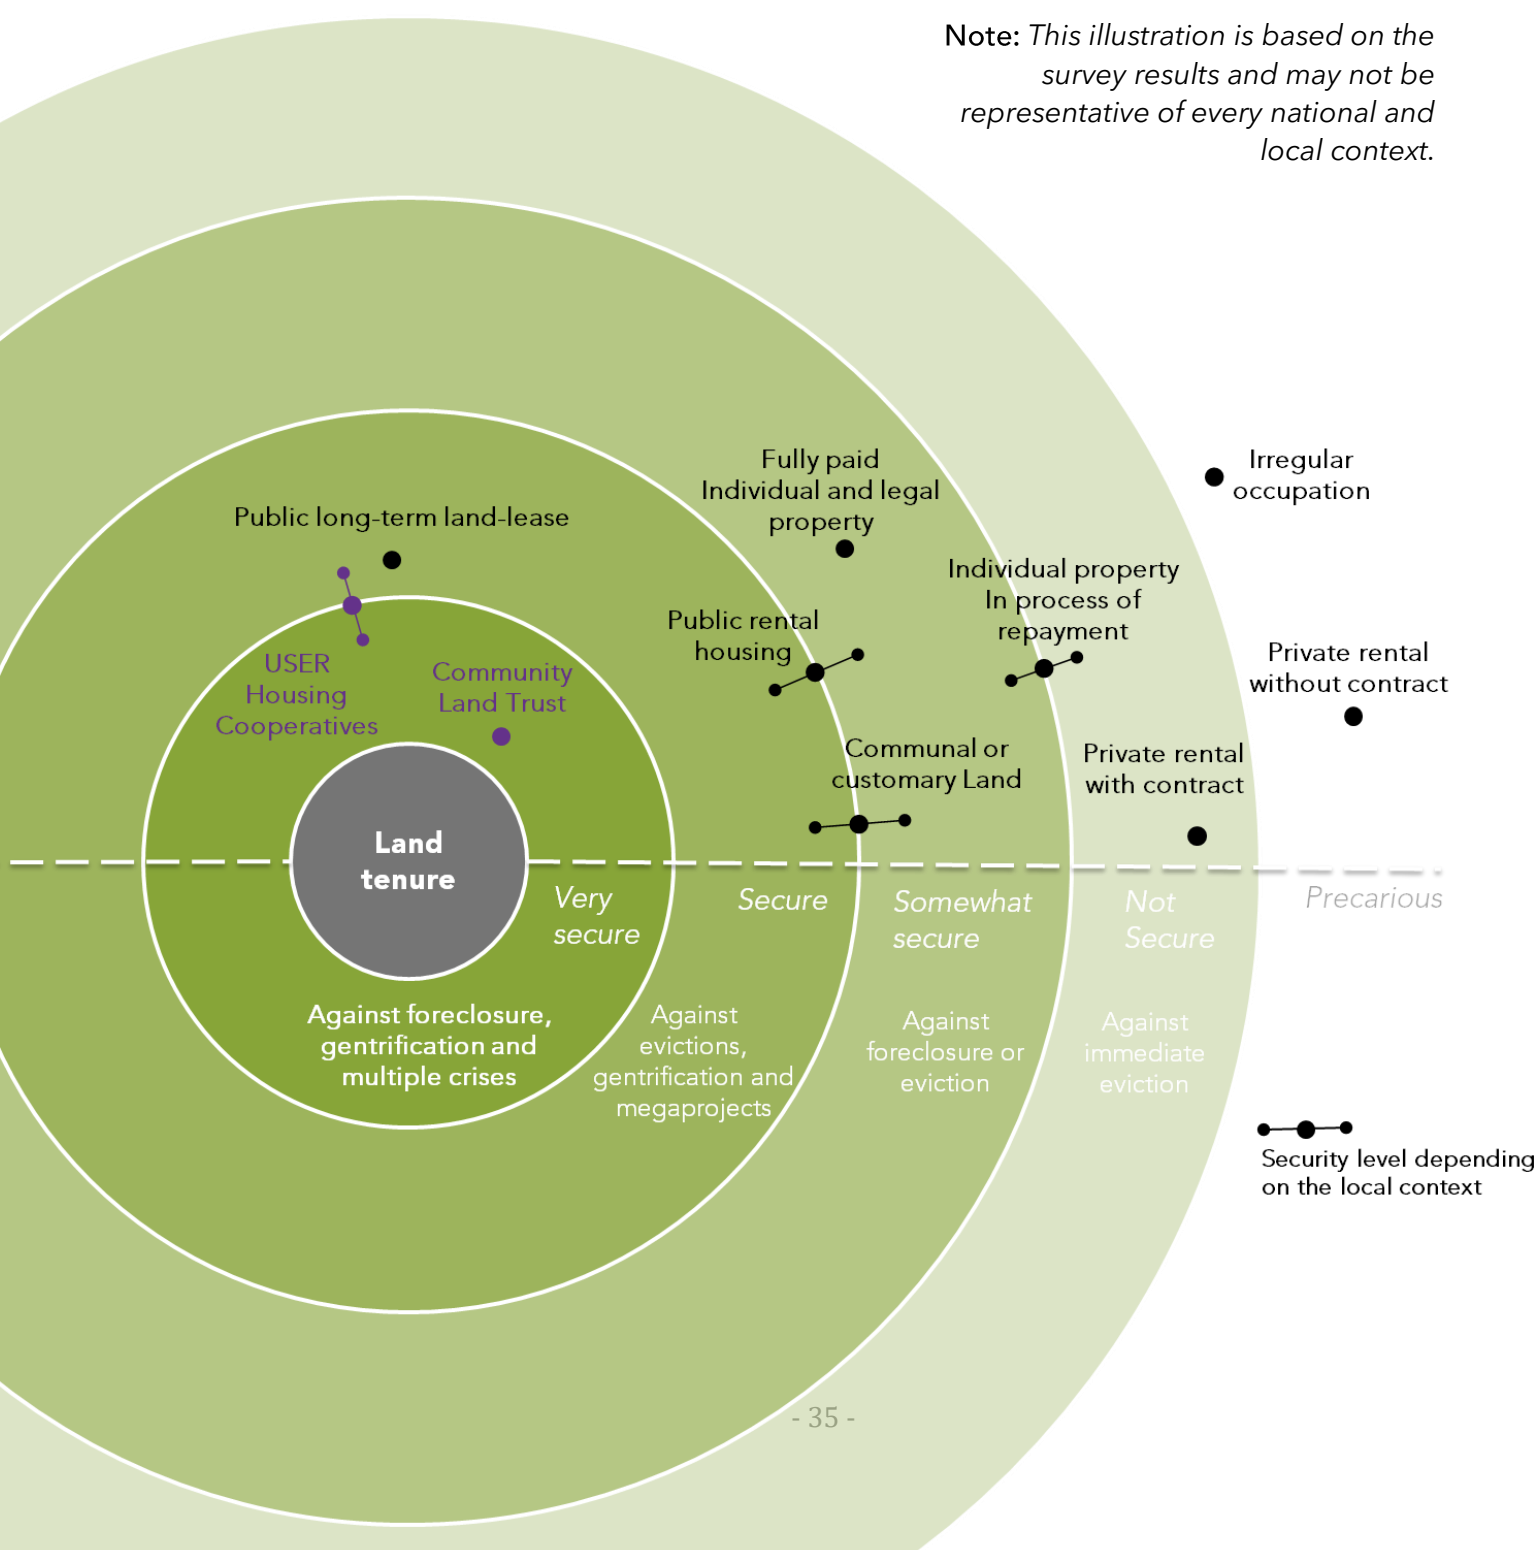 Note: This illustration is based on the
survey results and may not be
representative of every national and
local context.
Fully paid
Individual and legal
property
Irregular
occupation
Public long-term land-lease
Individual property
In process of
repayment
Public rental
housing
Private rental
without contract
USER
Housing
Cooperatives
Community
Land Trust
Communal or
customary Land
Private rental
with contract
Land
tenure
Very
secure
Secure
Somewhat
secure
Not
Secure
Precarious
Against foreclosure,
gentrification and
multiple crises
Against
evictions,
gentrification and
megaprojects
Against
foreclosure or
eviction
Against
immediate
eviction
Security level depending
on the local context
- 35 -